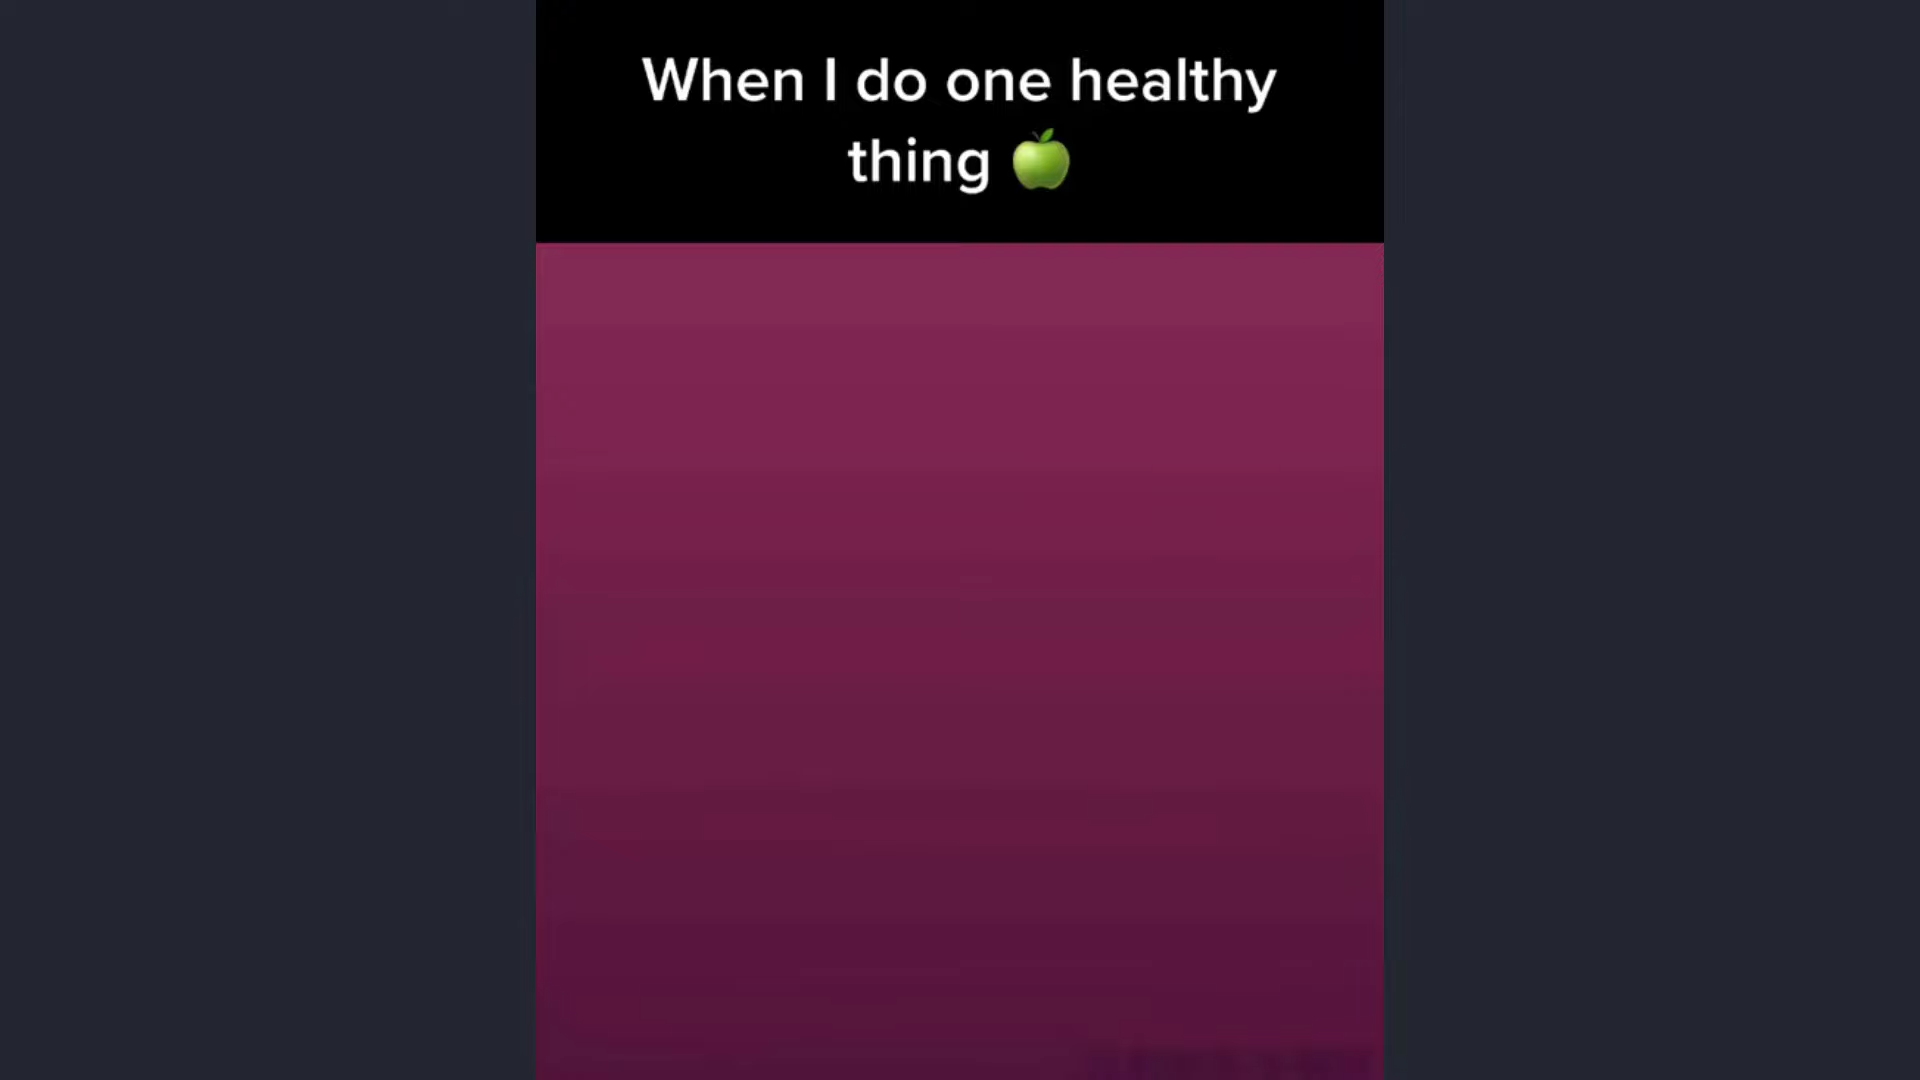 When I do one healthy
thing 🍏